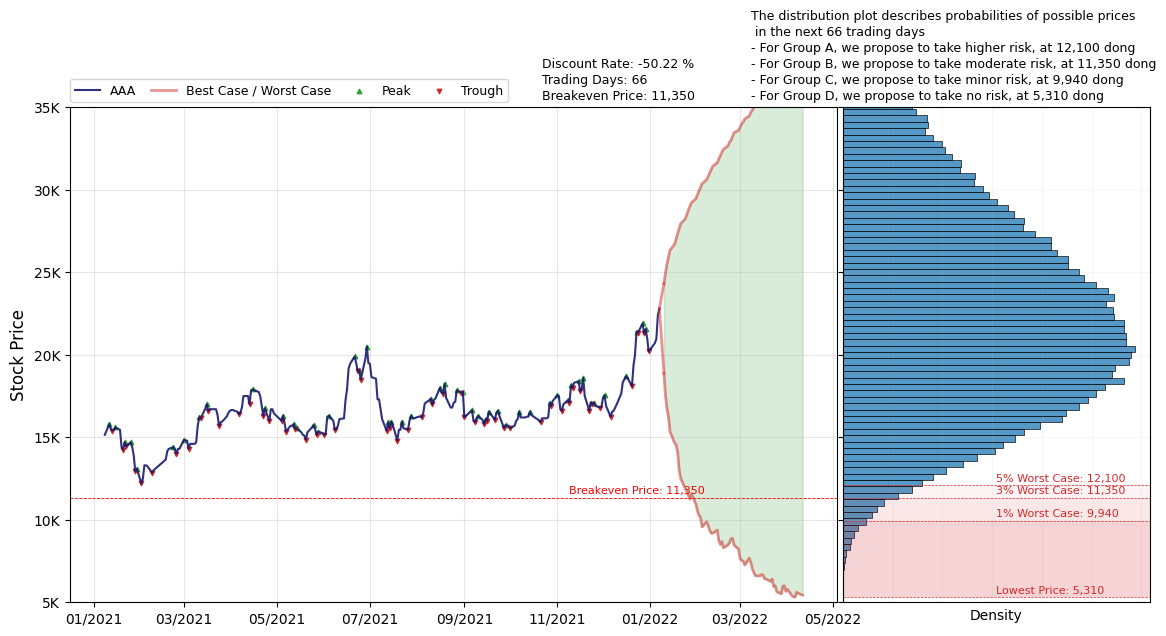 The distribution plot describes probabilities of possible prices
in the next 66 trading days
- For Group A, we propose to take higher risk, at 12,100 dong
- For Group B, we propose to take moderate risk, at 11,350 dong
- For Group C, we propose to take minor risk, at 9,940 dong
- For Group D, we propose to take no risk, at 5,310 dong
Discount Rate: -50.22 %
Trading Days: 66
Breakeven Price: 11,350
AAA
Best Case / Worst Case
Peak
Trough
Stock Price
35K
30K
25K
20K
15K
10K
5K
Breakeven Price: 11,350
5% Worst Case: 12,100
3% Worst Case: 11,350
1% Worst Case: 9,940
Lowest Price: 5,310
01/2021
03/2021
05/2021
07/2021
09/2021
11/2021
01/2022
03/2022
05/2022
Density